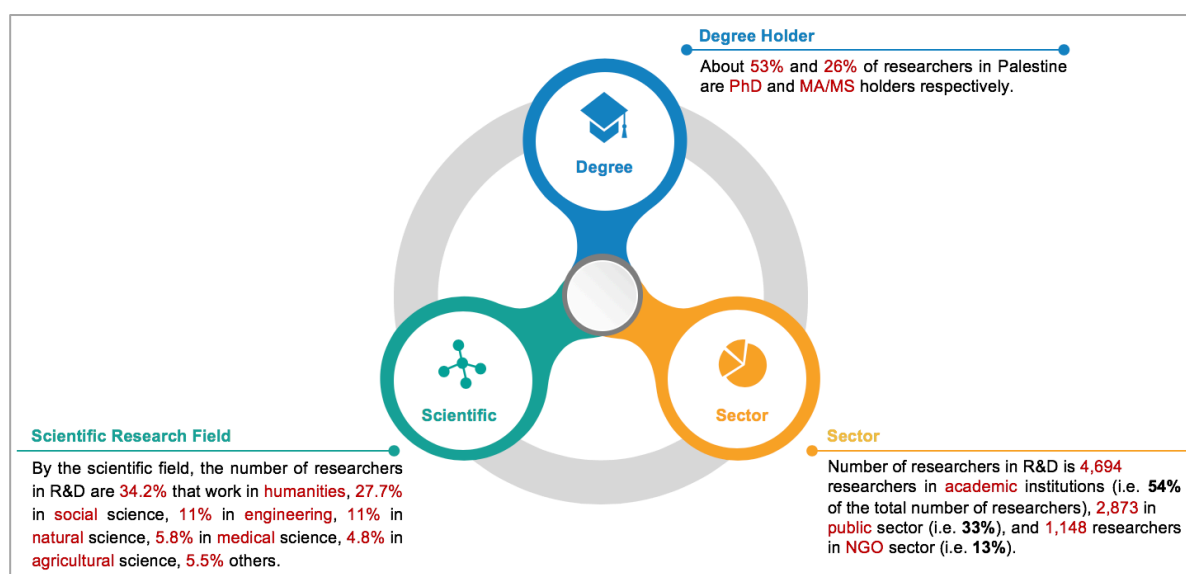 Degree Holder
About 53% and 26% of researchers in Palestine
are PhD and MA/MS holders respectively.
Degree
Scientific
Sector
Scientific Research Field
By the scientific field, the number of researchers
in R&D are 34.2% that work in humanities, 27.7%
in social science, 11% in engineering, 11% in
natural science, 5.8% in medical science, 4.8% in
agricultural science, 5.5% others.
Sector
Number of researchers in R&D is 4,694
researchers in academic institutions (i.e. 54%
of the total number of researchers), 2,873 in
public sector (i.e. 33%), and 1,148 researchers
in NGO sector (i.e. 13%).